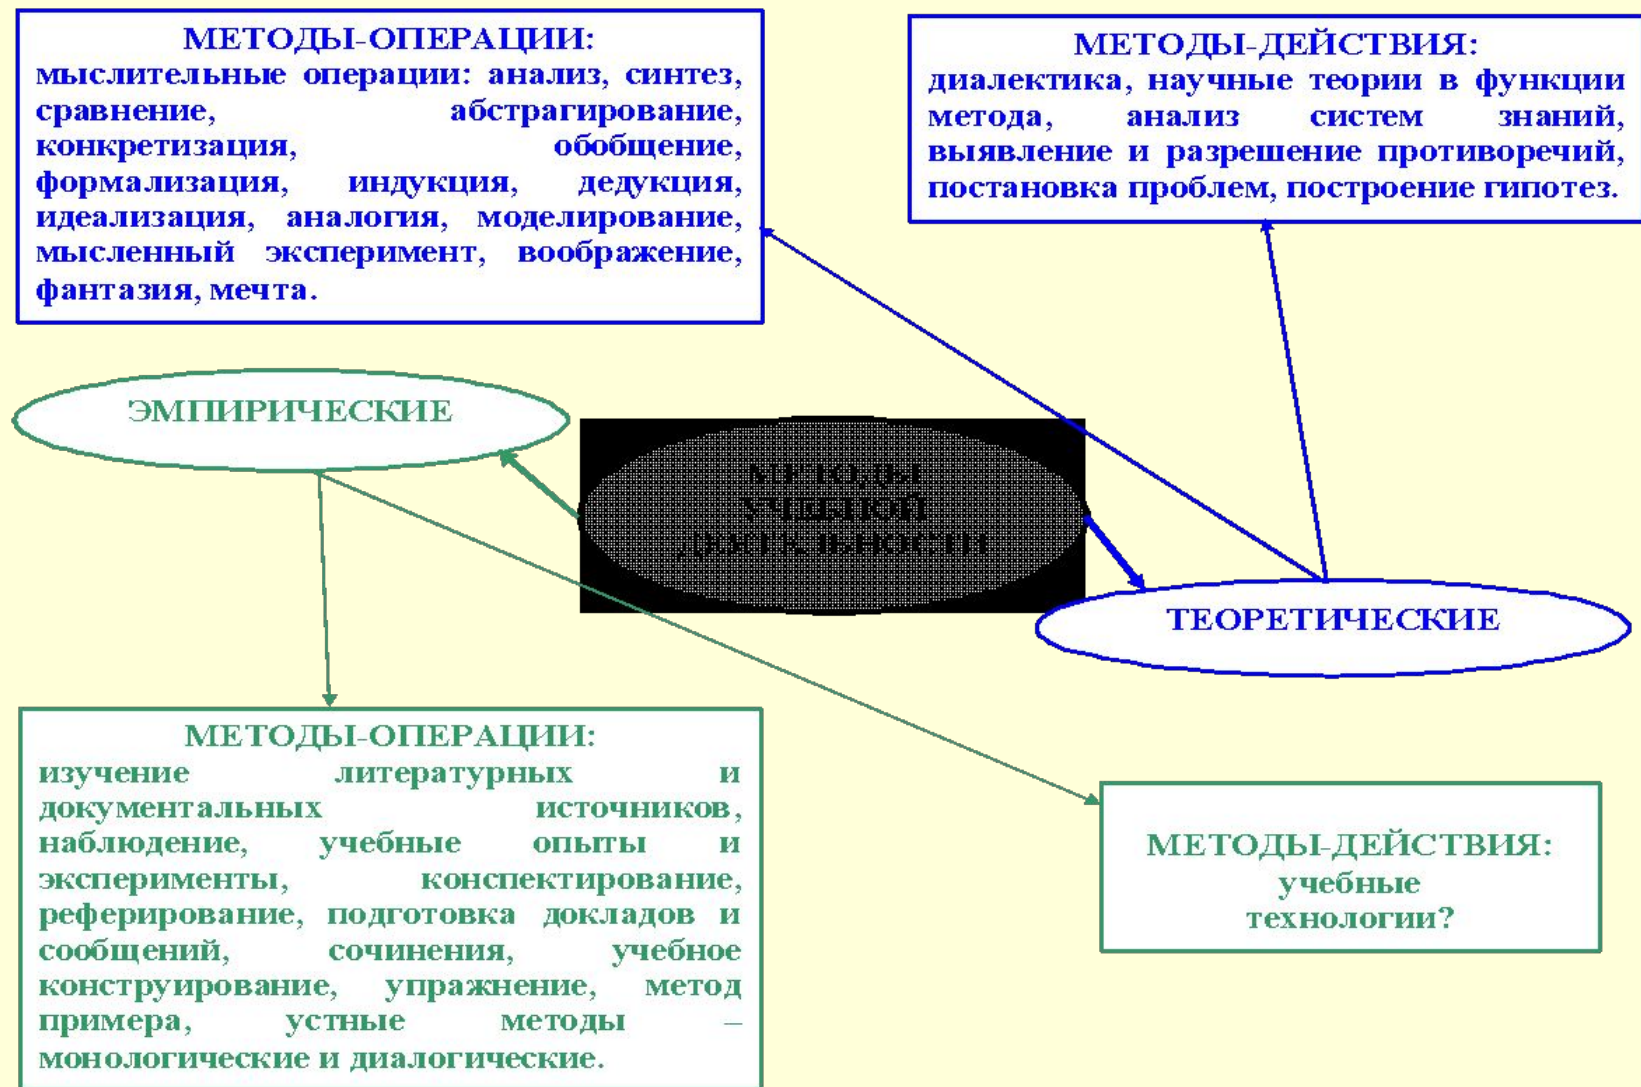 МЕТОДЫ-ОПЕРАЦИИ:
мыслительные операции: анализ, синтез,
сравнение, абстрагирование,
конкретизация, обобщение,
формализация, индукция, дедукция,
идеализация, аналогия, моделирование,
мысленный эксперимент, воображение,
фантазия, мечта.
МЕТОДЫ-ДЕЙСТВИЯ:
диалектика, научные теории в функции
метода, анализ систем знаний,
выявление и разрешение противоречий,
постановка проблем, построение гипотез.
ЭМПИРИЧЕСКИЕ
МЕТОДЫ
УЧЕБНОЙ
ДЕЯТЕЛЬНОСТИ
ТЕОРЕТИЧЕСКИЕ
МЕТОДЫ-ОПЕРАЦИИ:
изучение литературных и
документальных источников,
наблюдение, учебные опыты и
эксперименты, конспектирование,
реферирование, подготовка докладов и
сообщений, сочинения, учебное
конструирование, упражнение, метод
примера, устные методы –
монологические и диалогические.
МЕТОДЫ-ДЕЙСТВИЯ:
учебные
технологии?